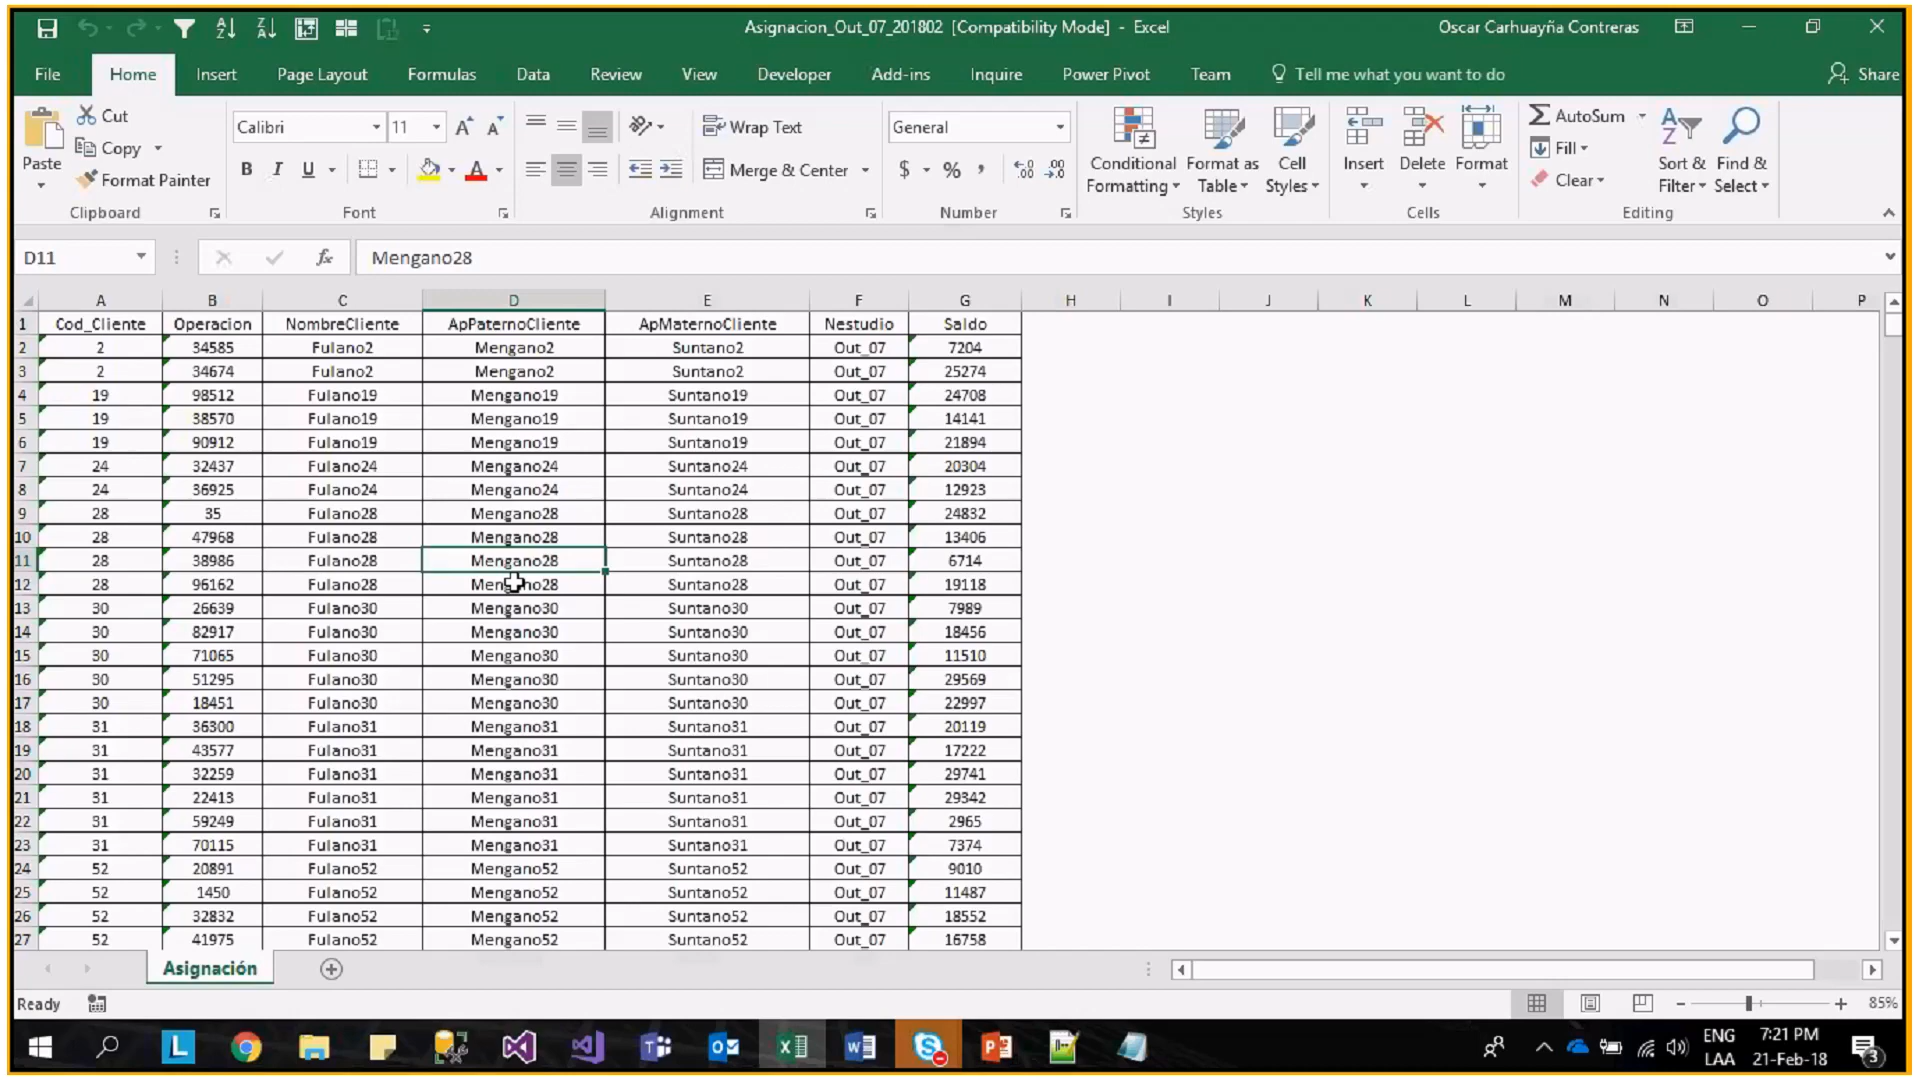 Asignacion_Out_07_201802 [Compatibility Mode] - Excel
Oscar Carhuayña Contreras
File Home Insert Page Layout Formulas Data Review View Developer Add-ins Inquire Power Pivot Team Tell me what you want to do Share
Paste
Cut
Copy
Format Painter
Clipboard
Calibri 11
B I U
Font
Wrap Text
Merge & Center
Alignment
General
$ % ,
Number
Conditional Formatting
Format as Table
Cell Styles
Styles
Insert Delete Format
Cells
AutoSum
Fill
Clear
Sort & Filter
Find & Select
Editing
D11 fx Mengano28
A B C D E F G H I J K L M N O P
1 Cod_Cliente Operacion NombreCliente ApPaternoCliente ApMaternoCliente Nestudio Saldo
2 2 34585 Fulano2 Mengano2 Suntano2 Out_07 7204
3 2 34674 Fulano2 Mengano2 Suntano2 Out_07 25274
4 19 98512 Fulano19 Mengano19 Suntano19 Out_07 24708
5 19 38570 Fulano19 Mengano19 Suntano19 Out_07 14141
6 19 90912 Fulano19 Mengano19 Suntano19 Out_07 21894
7 24 32437 Fulano24 Mengano24 Suntano24 Out_07 20304
8 24 36925 Fulano24 Mengano24 Suntano24 Out_07 12923
9 28 35 Fulano28 Mengano28 Suntano28 Out_07 24832
10 28 47968 Fulano28 Mengano28 Suntano28 Out_07 13406
11 28 38986 Fulano28 Mengano28 Suntano28 Out_07 6714
12 28 96162 Fulano28 Mengano28 Suntano28 Out_07 19118
13 30 26639 Fulano30 Mengano30 Suntano30 Out_07 7989
14 30 82917 Fulano30 Mengano30 Suntano30 Out_07 18456
15 30 71065 Fulano30 Mengano30 Suntano30 Out_07 11510
16 30 51295 Fulano30 Mengano30 Suntano30 Out_07 29569
17 30 18451 Fulano30 Mengano30 Suntano30 Out_07 22997
18 31 36300 Fulano31 Mengano31 Suntano31 Out_07 20119
19 31 43577 Fulano31 Mengano31 Suntano31 Out_07 17222
20 31 32259 Fulano31 Mengano31 Suntano31 Out_07 29741
21 31 22413 Fulano31 Mengano31 Suntano31 Out_07 29342
22 31 59249 Fulano31 Mengano31 Suntano31 Out_07 2965
23 31 70115 Fulano31 Mengano31 Suntano31 Out_07 7374
24 52 20891 Fulano52 Mengano52 Suntano52 Out_07 9010
25 52 1450 Fulano52 Mengano52 Suntano52 Out_07 11487
26 52 32832 Fulano52 Mengano52 Suntano52 Out_07 18552
27 52 41975 Fulano52 Mengano52 Suntano52 Out_07 16758
Asignación
Ready
85%
ENG 7:21 PM
LAA 21-Feb-18
3